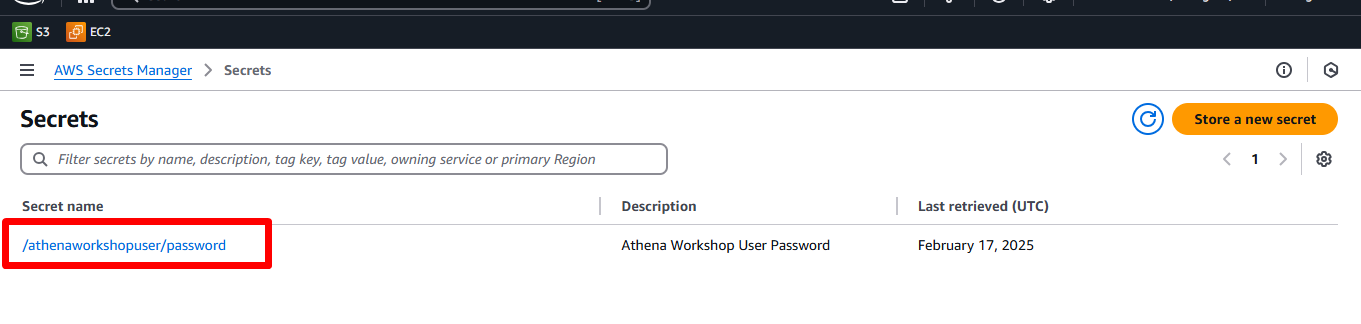 S3 EC2
AWS Secrets Manager > Secrets
Secrets
Store a new secret
Filter secrets by name, description, tag key, tag value, owning service or primary Region
1
Secret name Description Last retrieved (UTC)
/athenaworkshopuser/password Athena Workshop User Password February 17, 2025